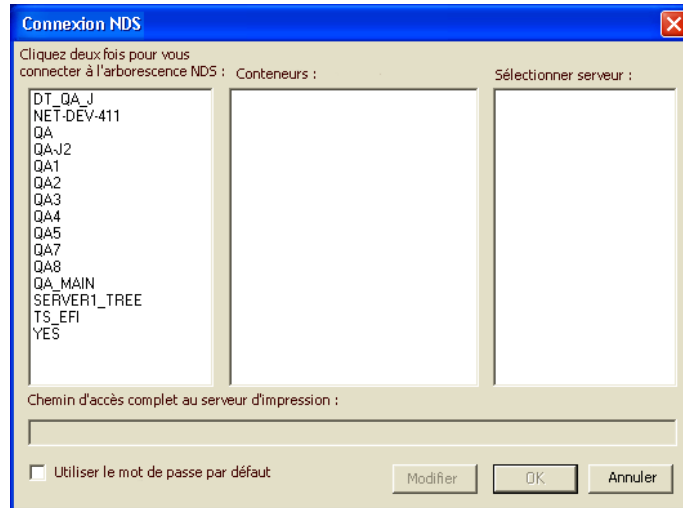 Connexion NDS
Cliquez deux fois pour vous
connecter à l'arborescence NDS :
Conteneurs :
Sélectionner serveur :
DT_QA_J
NET-DEV-411
QA
QA-J2
QA1
QA2
QA3
QA4
QA5
QA7
QA8
QA_MAIN
SERVER1_TREE
TS_EFI
YES
Chemin d'accès complet au serveur d'impression :
Utiliser le mot de passe par défaut
Modifier
OK
Annuler